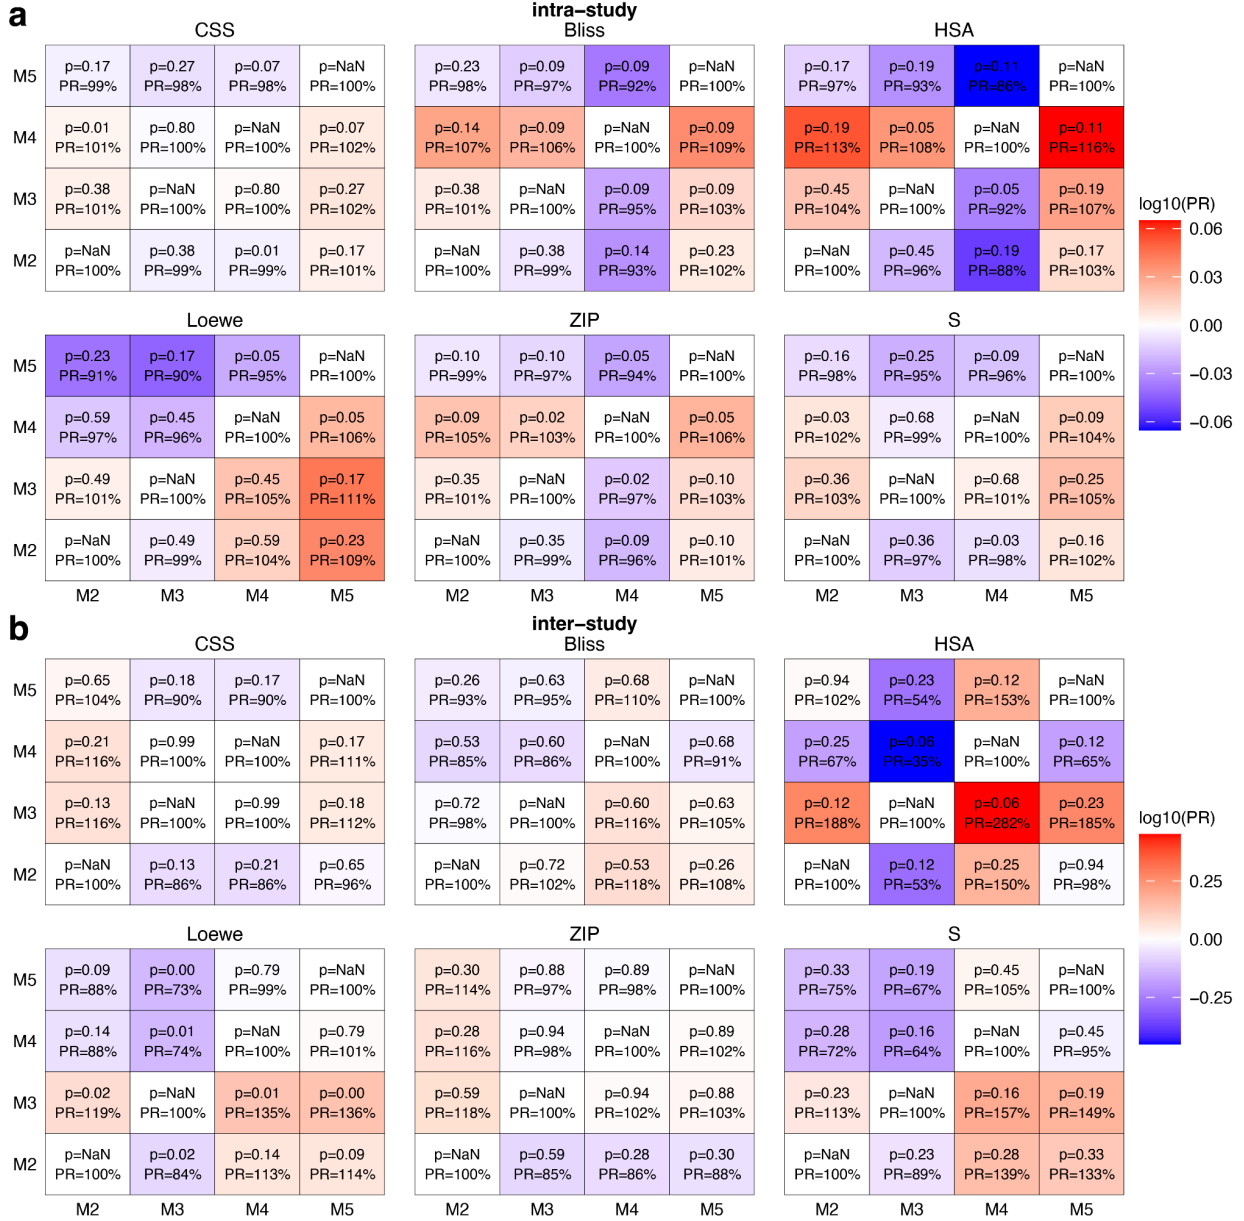 a
intra−study
CSS
Bliss
HSA
M5
p=0.17 p=0.27 p=0.07 p=NaN
PR=99% PR=98% PR=98% PR=100%
p=0.23 p=0.09 p=0.09 p=NaN
PR=98% PR=97% PR=92% PR=100%
p=0.17 p=0.19 p=0.11 p=NaN
PR=97% PR=93% PR=86% PR=100%
M4
p=0.01 p=0.80 p=NaN p=0.07
PR=101% PR=100% PR=100% PR=102%
p=0.14 p=0.09 p=NaN p=0.09
PR=107% PR=106% PR=100% PR=109%
p=0.19 p=0.05 p=NaN p=0.11
PR=113% PR=108% PR=100% PR=116%
M3
p=0.38 p=NaN p=0.80 p=0.27
PR=101% PR=100% PR=100% PR=102%
p=0.38 p=NaN p=0.09 p=0.09
PR=101% PR=100% PR=95% PR=103%
p=0.45 p=NaN p=0.05 p=0.19
PR=104% PR=100% PR=92% PR=107%
M2
p=NaN p=0.38 p=0.01 p=0.17
PR=100% PR=99% PR=99% PR=101%
p=NaN p=0.38 p=0.14 p=0.23
PR=100% PR=99% PR=93% PR=102%
p=NaN p=0.45 p=0.19 p=0.17
PR=100% PR=96% PR=88% PR=103%
log10(PR)
0.06
0.03
0.00
−0.03
−0.06
Loewe
ZIP
S
M5
p=0.23 p=0.17 p=0.05 p=NaN
PR=91% PR=90% PR=95% PR=100%
p=0.10 p=0.10 p=0.05 p=NaN
PR=99% PR=97% PR=94% PR=100%
p=0.16 p=0.25 p=0.09 p=NaN
PR=98% PR=95% PR=96% PR=100%
M4
p=0.59 p=0.45 p=NaN p=0.05
PR=97% PR=96% PR=100% PR=106%
p=0.09 p=0.02 p=NaN p=0.05
PR=105% PR=103% PR=100% PR=106%
p=0.03 p=0.68 p=NaN p=0.09
PR=102% PR=99% PR=100% PR=104%
M3
p=0.49 p=NaN p=0.45 p=0.17
PR=101% PR=100% PR=105% PR=111%
p=0.35 p=NaN p=0.02 p=0.10
PR=101% PR=100% PR=97% PR=103%
p=0.36 p=NaN p=0.68 p=0.25
PR=103% PR=100% PR=101% PR=105%
M2
p=NaN p=0.49 p=0.59 p=0.23
PR=100% PR=99% PR=104% PR=109%
p=NaN p=0.35 p=0.09 p=0.10
PR=100% PR=99% PR=96% PR=101%
p=NaN p=0.36 p=0.03 p=0.16
PR=100% PR=97% PR=98% PR=102%
M2 M3 M4 M5
M2 M3 M4 M5
M2 M3 M4 M5
b
inter−study
CSS
Bliss
HSA
M5
p=0.65 p=0.18 p=0.17 p=NaN
PR=104% PR=90% PR=90% PR=100%
p=0.26 p=0.63 p=0.68 p=NaN
PR=93% PR=95% PR=110% PR=100%
p=0.94 p=0.23 p=0.12 p=NaN
PR=102% PR=54% PR=153% PR=100%
M4
p=0.21 p=0.99 p=NaN p=0.17
PR=116% PR=100% PR=100% PR=111%
p=0.53 p=0.60 p=NaN p=0.68
PR=85% PR=86% PR=100% PR=91%
p=0.25 p=0.06 p=NaN p=0.12
PR=67% PR=35% PR=100% PR=65%
M3
p=0.13 p=NaN p=0.99 p=0.18
PR=116% PR=100% PR=100% PR=112%
p=0.72 p=NaN p=0.60 p=0.63
PR=98% PR=100% PR=116% PR=105%
p=0.12 p=NaN p=0.06 p=0.23
PR=188% PR=100% PR=282% PR=185%
M2
p=NaN p=0.13 p=0.21 p=0.65
PR=100% PR=86% PR=86% PR=96%
p=NaN p=0.72 p=0.53 p=0.26
PR=100% PR=102% PR=118% PR=108%
p=NaN p=0.12 p=0.25 p=0.94
PR=100% PR=53% PR=150% PR=98%
log10(PR)
0.25
0.00
−0.25
Loewe
ZIP
S
M5
p=0.09 p=0.00 p=0.79 p=NaN
PR=88% PR=73% PR=99% PR=100%
p=0.30 p=0.88 p=0.89 p=NaN
PR=114% PR=97% PR=98% PR=100%
p=0.33 p=0.19 p=0.45 p=NaN
PR=75% PR=67% PR=105% PR=100%
M4
p=0.14 p=0.01 p=NaN p=0.79
PR=88% PR=74% PR=100% PR=101%
p=0.28 p=0.94 p=NaN p=0.89
PR=116% PR=98% PR=100% PR=102%
p=0.28 p=0.16 p=NaN p=0.45
PR=72% PR=64% PR=100% PR=95%
M3
p=0.02 p=NaN p=0.01 p=0.00
PR=119% PR=100% PR=135% PR=136%
p=0.59 p=NaN p=0.94 p=0.88
PR=118% PR=100% PR=102% PR=103%
p=0.23 p=NaN p=0.16 p=0.19
PR=113% PR=100% PR=157% PR=149%
M2
p=NaN p=0.02 p=0.14 p=0.09
PR=100% PR=84% PR=113% PR=114%
p=NaN p=0.59 p=0.28 p=0.30
PR=100% PR=85% PR=86% PR=88%
p=NaN p=0.23 p=0.28 p=0.33
PR=100% PR=89% PR=139% PR=133%
M2 M3 M4 M5
M2 M3 M4 M5
M2 M3 M4 M5